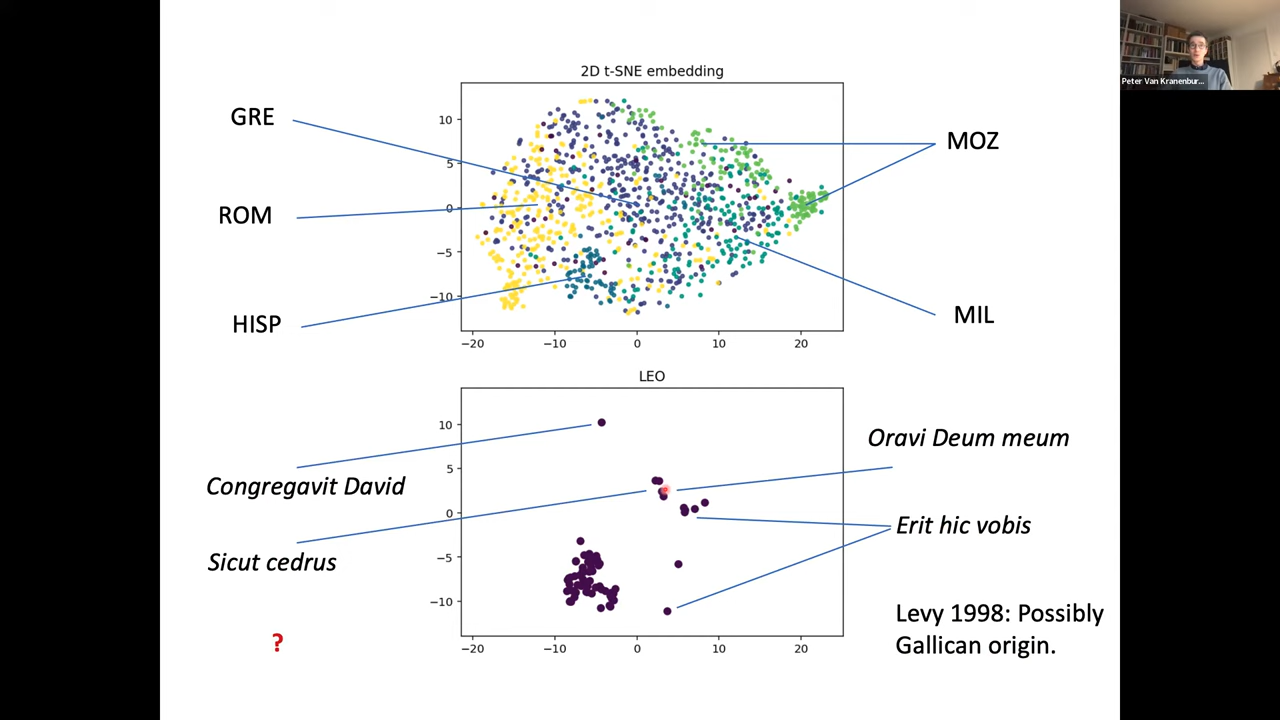 Peter Van Kranenbur...
2D t-SNE embedding
GRE
ROM
HISP
MOZ
MIL
10
5
0
−5
−10
−20
−10
0
10
20
LEO
10
5
0
−5
−10
−20
−10
0
10
20
Congregavit David
Sicut cedrus
?
Oravi Deum meum
Erit hic vobis
Levy 1998: Possibly
Gallican origin.